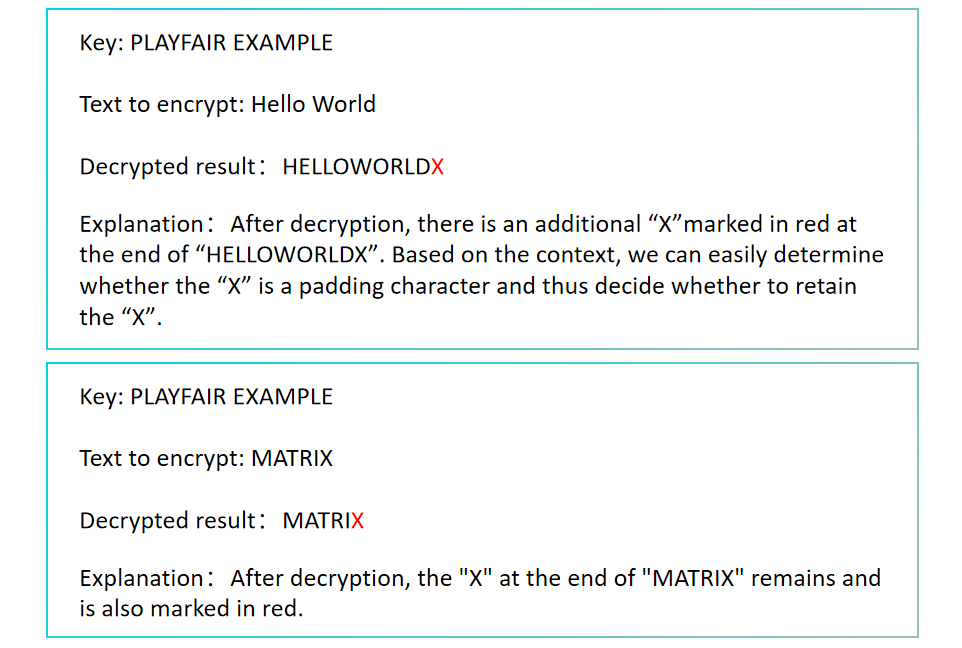 Key: PLAYFAIR EXAMPLE
Text to encrypt: Hello World
Decrypted result： HELLOWORLDX
Explanation： After decryption, there is an additional “X”marked in red at
the end of “HELLOWORLDX”. Based on the context, we can easily determine
whether the “X” is a padding character and thus decide whether to retain
the “X”.
Key: PLAYFAIR EXAMPLE
Text to encrypt: MATRIX
Decrypted result： MATRIX
Explanation： After decryption, the "X" at the end of "MATRIX" remains and
is also marked in red.